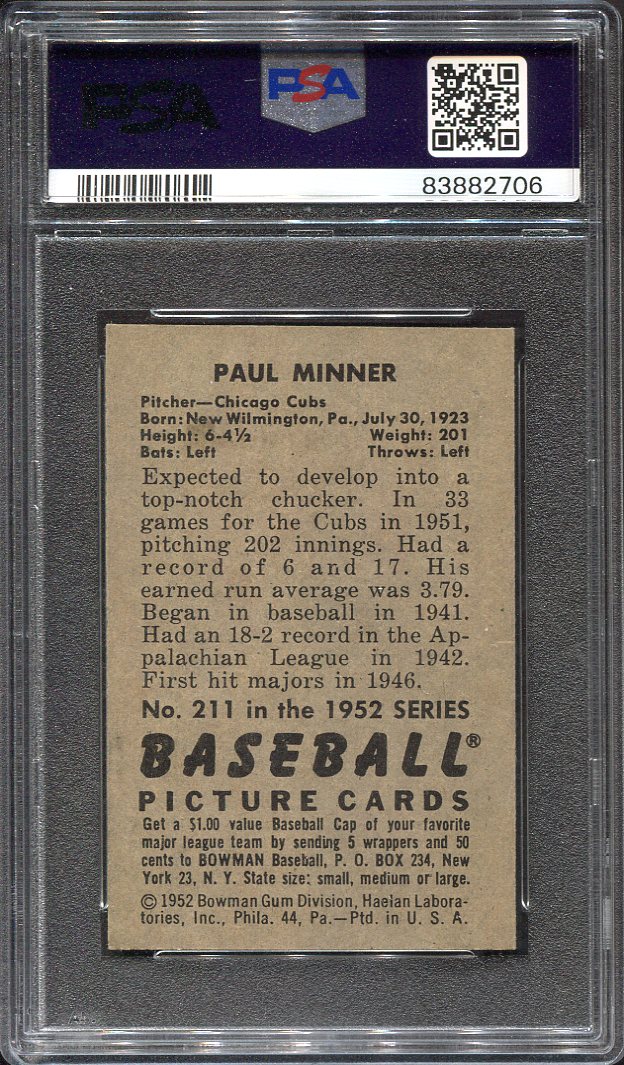 PSA
PSA
83882706
PAUL MINNER
Pitcher—Chicago Cubs
Born: New Wilmington, Pa., July 30, 1923
Height: 6-4½ Weight: 201
Bats: Left Throws: Left
Expected to develop into a
top-notch chucker. In 33
games for the Cubs in 1951,
pitching 202 innings. Had a
record of 6 and 17. His
earned run average was 3.79.
Began in baseball in 1941.
Had an 18-2 record in the Ap-
palachian League in 1942.
First hit majors in 1946.
No. 211 in the 1952 SERIES
BASEBALL®
PICTURE CARDS
Get a $1.00 value Baseball Cap of your favorite
major league team by sending 5 wrappers and 50
cents to BOWMAN Baseball, P. O. BOX 234, New
York 23, N. Y. State size: small, medium or large.
© 1952 Bowman Gum Division, Haelan Labora-
tories, Inc., Phila. 44, Pa.—Ptd. in U. S. A.